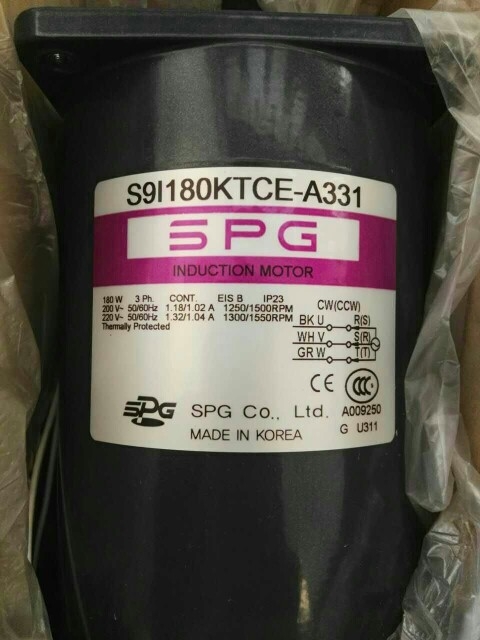 S9I180KTCE-A331
SPG
INDUCTION MOTOR
180 W 3 Ph. CONT. EIS B IP23
200 V~ 50/60Hz 1.18/1.02 A 1250/1500RPM
220 V~ 50/60Hz 1.32/1.04 A 1300/1550RPM
Thermally Protected
CW(CCW)
BK U R(S)
WH V S(R)
GR W T(T)
CE CCC
SPG SPG Co., Ltd. A009250
MADE IN KOREA G U311